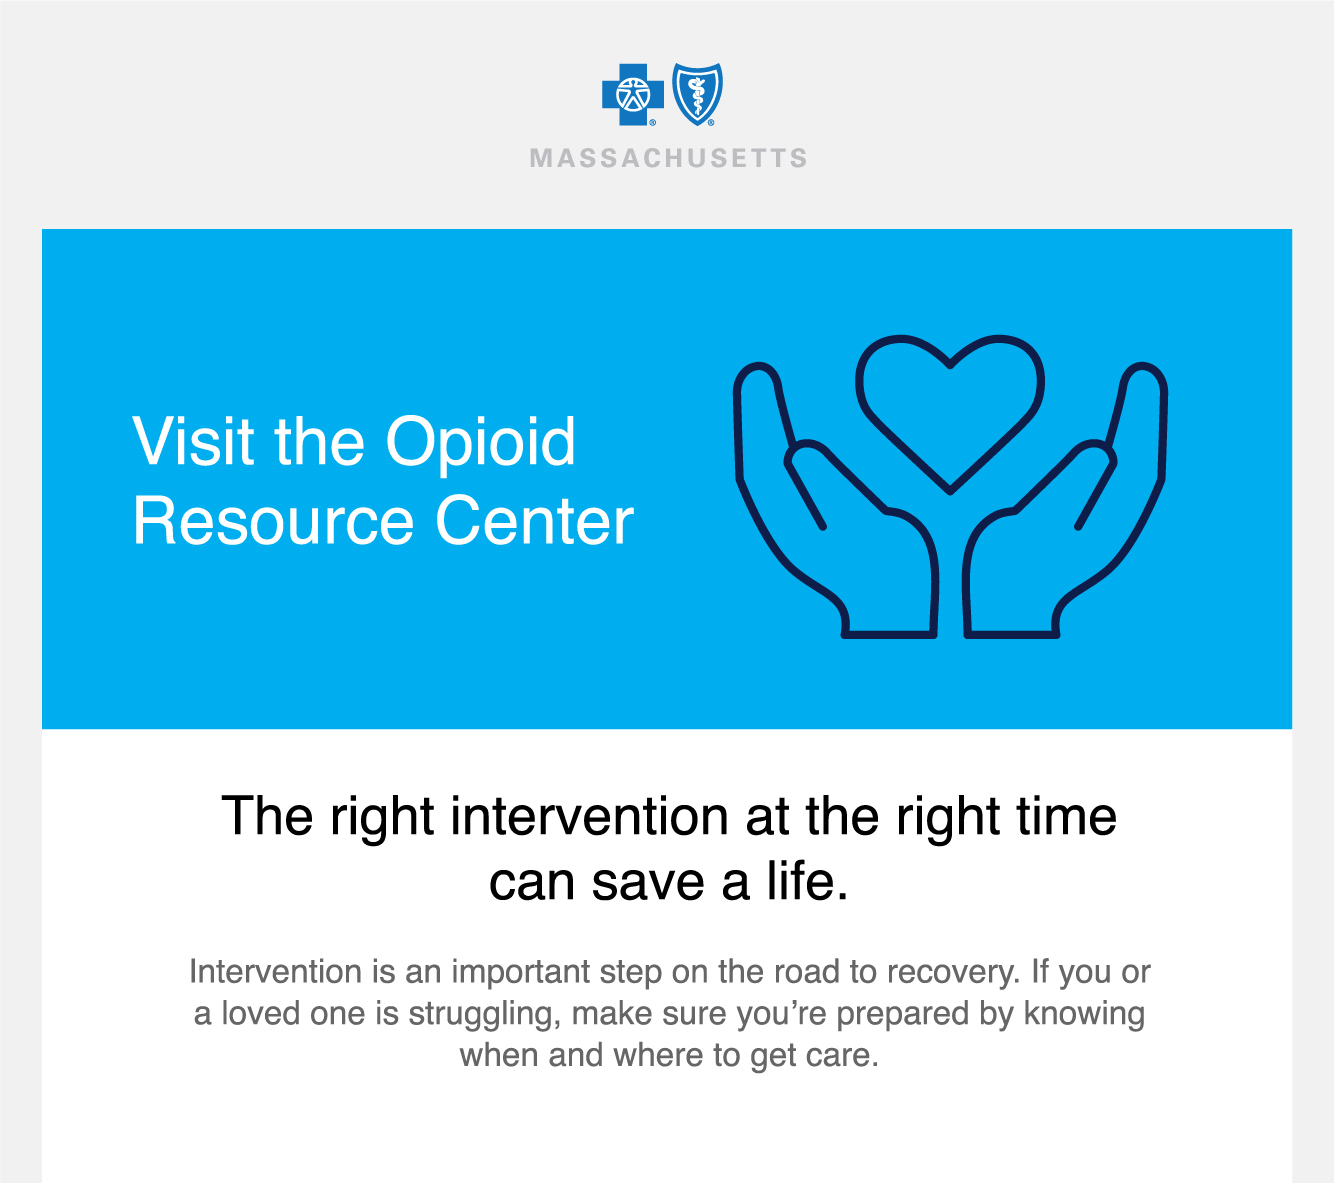 MASSACHUSETTS
Visit the Opioid
Resource Center
The right intervention at the right time
can save a life.
Intervention is an important step on the road to recovery. If you or
a loved one is struggling, make sure you’re prepared by knowing
when and where to get care.